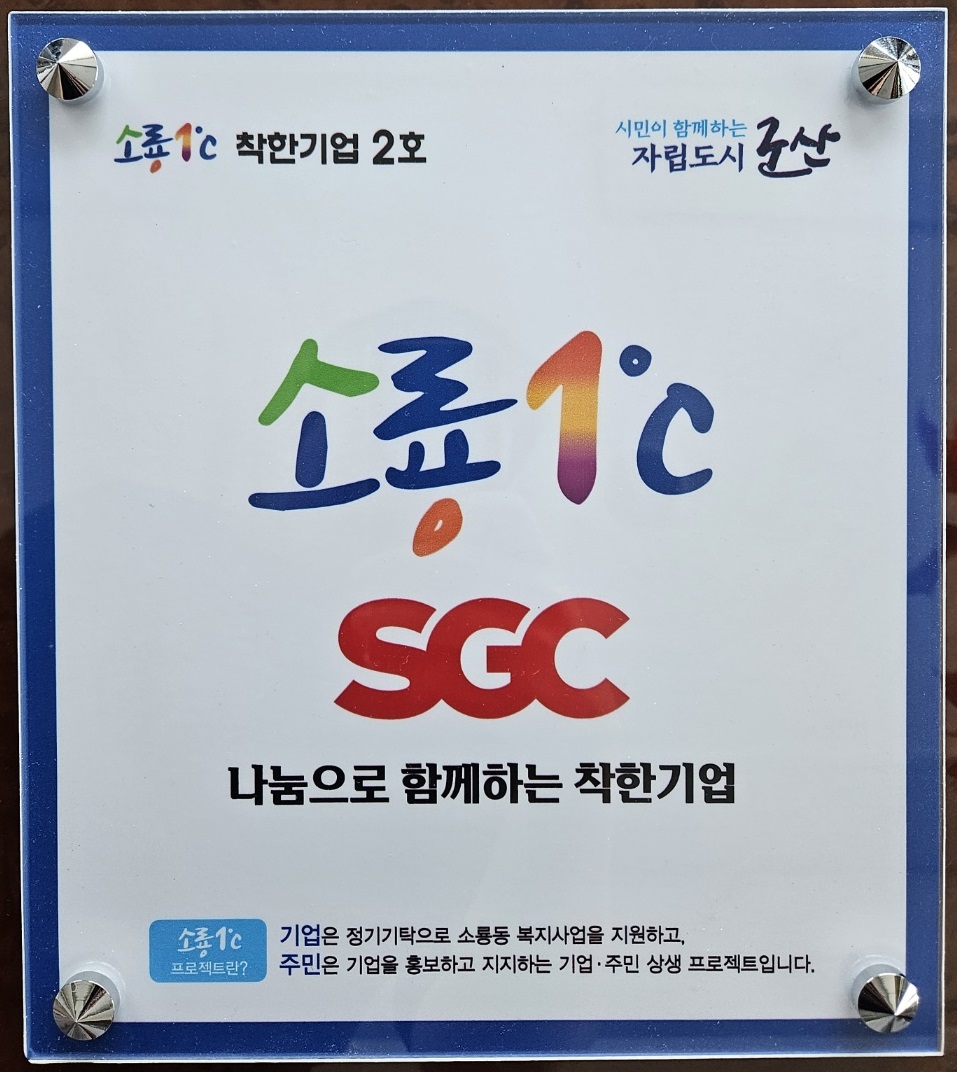 소룡1℃ 착한기업 2호
시민이 함께하는
자립도시 군산
소룡1℃
SGC
나눔으로 함께하는 착한기업
소룡1℃
프로젝트란?
기업은 정기기탁으로 소룡동 복지사업을 지원하고,
주민은 기업을 홍보하고 지지하는 기업·주민 상생 프로젝트입니다.